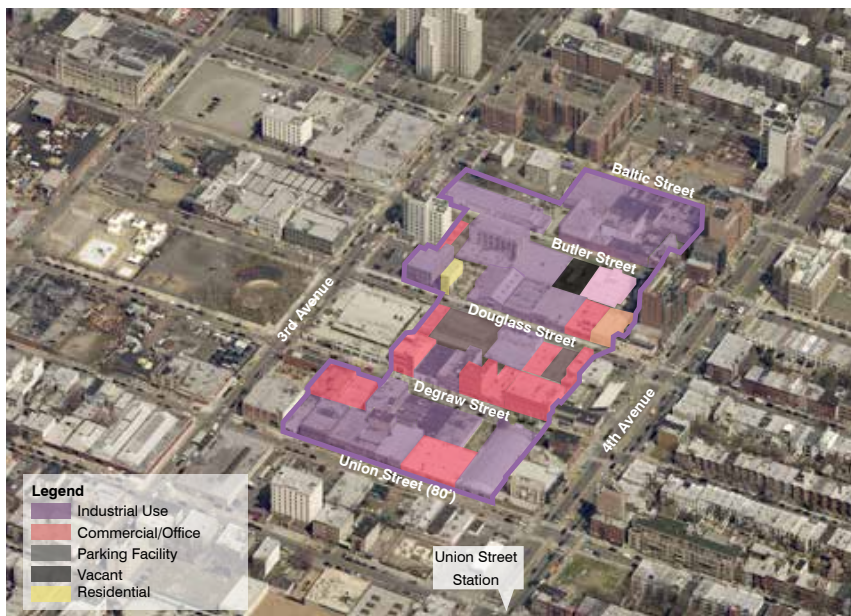 Baltic Street
Butler Street
Douglass Street
3rd Avenue
Degraw Street
4th Avenue
Union Street (80')
Legend
Industrial Use
Commercial/Office
Parking Facility
Vacant
Residential
Union Street
Station